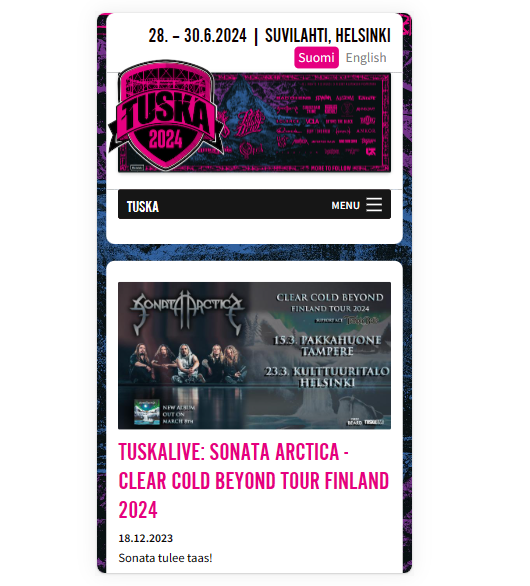 28. – 30.6.2024 | SUVILAHTI, HELSINKI
Suomi English
TUSKA
2024
TUSKA
MENU
SONATA ARCTICA
CLEAR COLD BEYOND
FINLAND TOUR 2024
15.3. PAKKAHUONE
TAMPERE
23.3. KULTTUURITALO
HELSINKI
NEW ALBUM
OUT ON
MARCH 8TH
TUSKALIVE: SONATA ARCTICA -
CLEAR COLD BEYOND TOUR FINLAND
2024
18.12.2023
Sonata tulee taas!